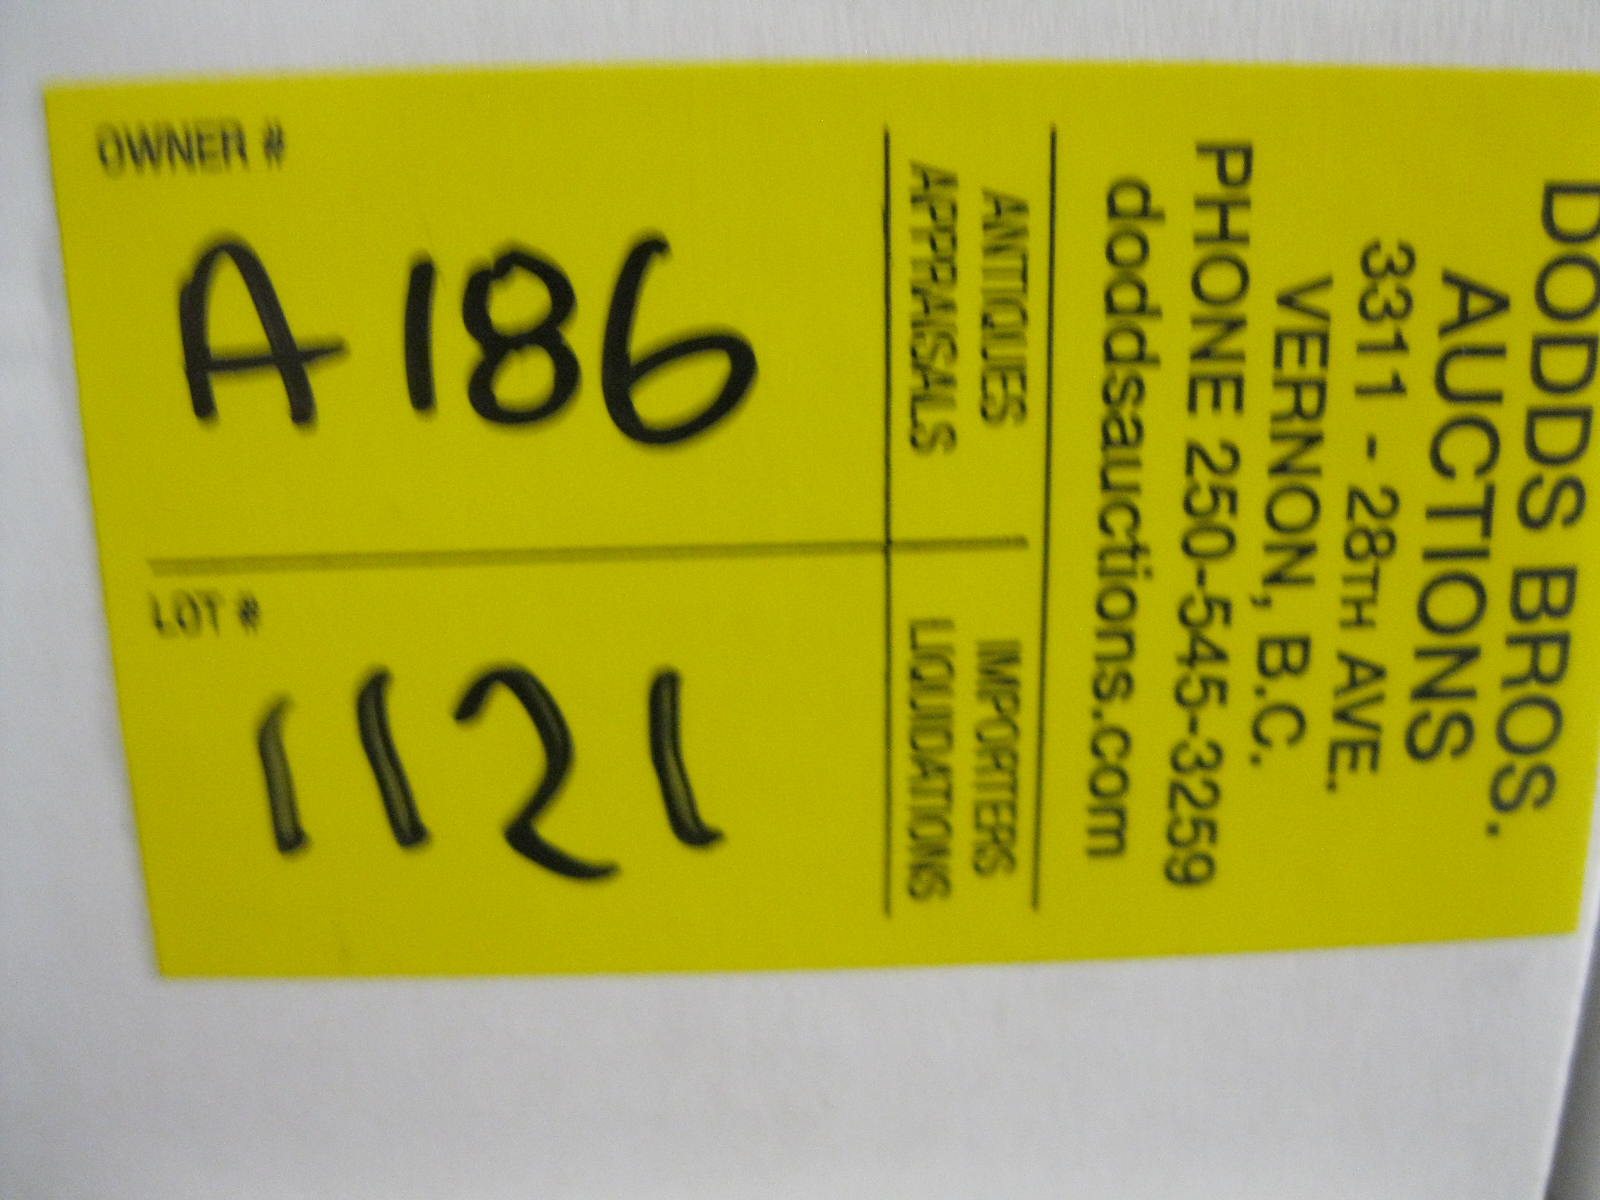 DODDS BROS.
AUCTIONS
3311 - 28TH AVE.
VERNON, B.C.
PHONE 250-545-3259
doddsauctions.com
ANTIQUES
APPRAISALS
IMPORTERS
LIQUIDATIONS
OWNER #
A186
LOT #
1121